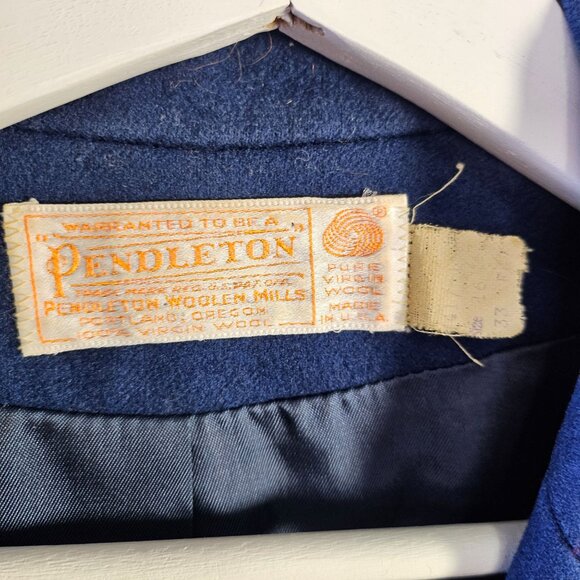 WARRANTED TO BE A
"PENDLETON"
TRADE MARK REG. U.S. PAT. OFF.
PENDLETON WOOLEN MILLS
PORTLAND, OREGON
100% VIRGIN WOOL
®
PURE
VIRGIN
WOOL
MADE
IN U.S.A.
33